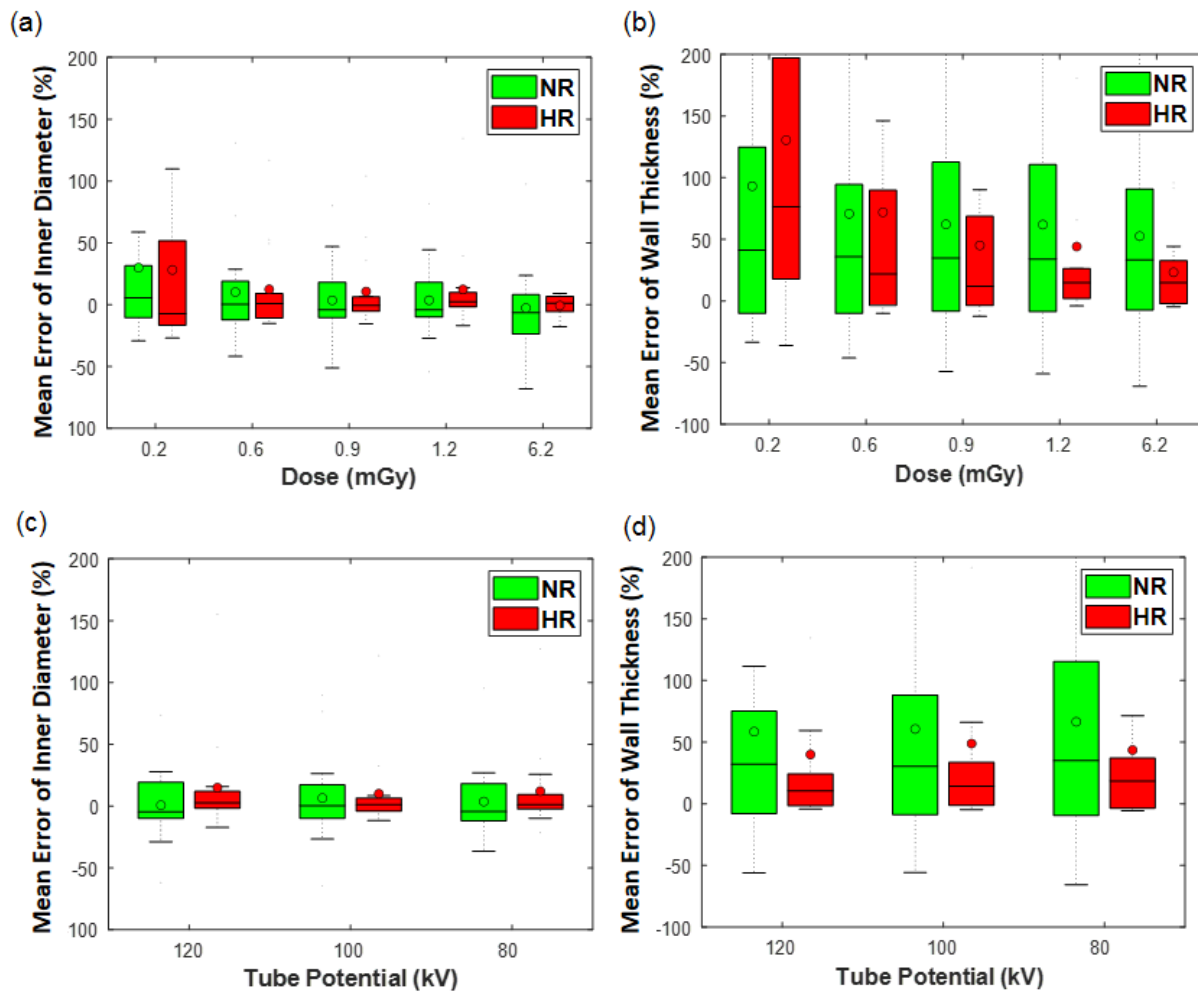 (a)
200
150
100
50
0
-50
100
Mean Error of Inner Diameter (%)
NR
HR
0.2 0.6 0.9 1.2 6.2
Dose (mGy)
(b)
200
150
100
50
0
-50
-100
Mean Error of Wall Thickness (%)
NR
HR
0.2 0.6 0.9 1.2 6.2
Dose (mGy)
(c)
200
150
100
50
0
-50
100
Mean Error of Inner Diameter (%)
NR
HR
120 100 80
Tube Potential (kV)
(d)
200
150
100
50
0
-50
-100
Mean Error of Wall Thickness (%)
NR
HR
120 100 80
Tube Potential (kV)